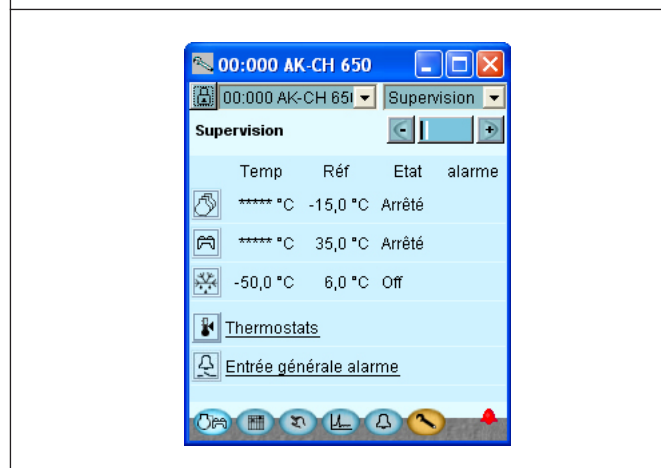 00:000 AK-CH 650
00:000 AK-CH 65 Supervision
Supervision
Temp Réf Etat alarme
***** °C -15,0 °C Arrêté
***** °C 35,0 °C Arrêté
-50,0 °C 6,0 °C Off
Thermostats
Entrée générale alarme